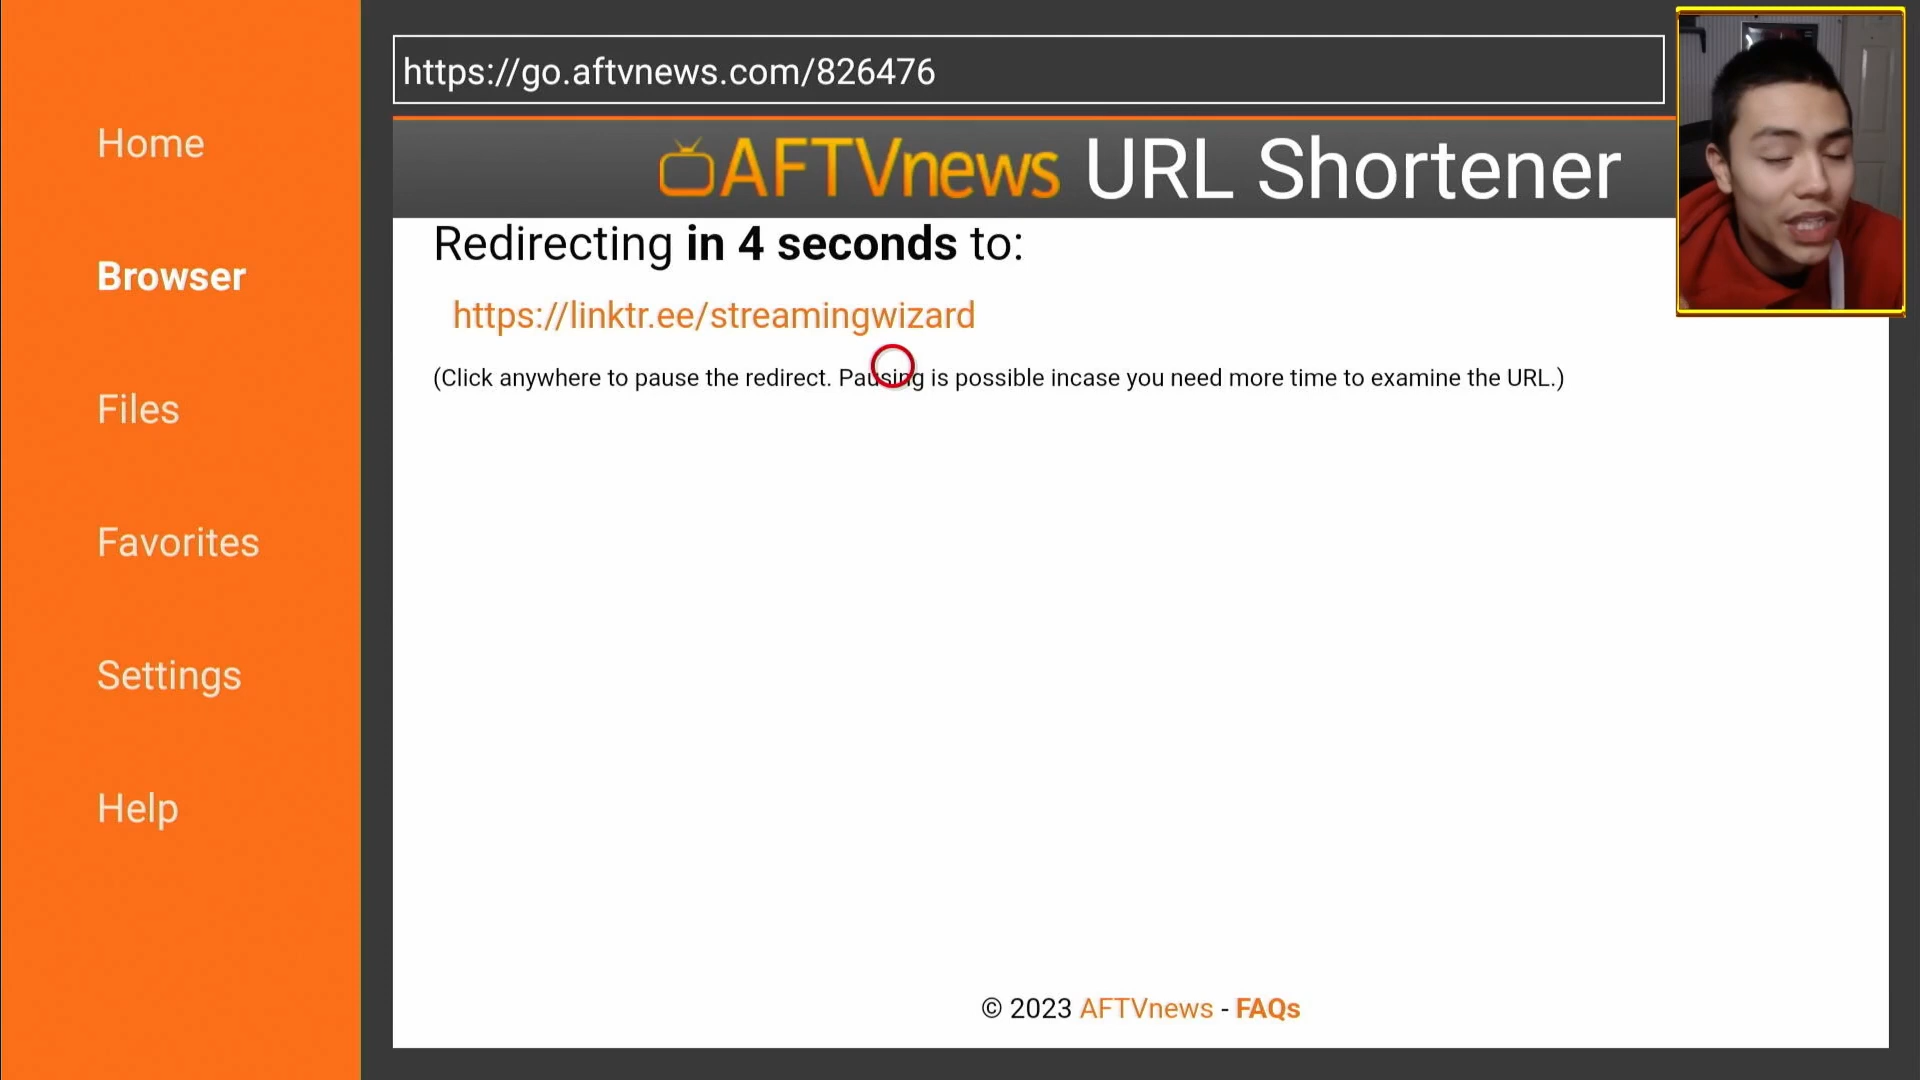 https://go.aftvnews.com/826476
Home
Browser
Files
Favorites
Settings
Help
AFTVnews URL Shortener
Redirecting in 4 seconds to:
https://linktr.ee/streamingwizard
(Click anywhere to pause the redirect. Pausing is possible incase you need more time to examine the URL.)
© 2023 AFTVnews - FAQs